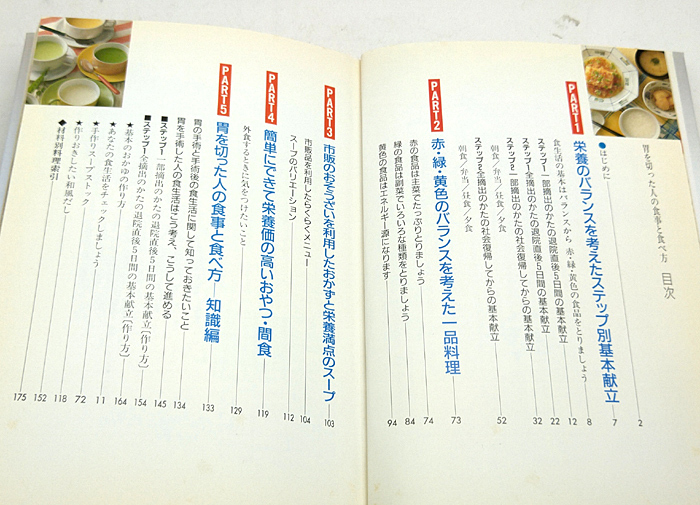 胃を切った人の食事と食べ方 目次
●はじめに 2
PART1 栄養のバランスを考えたステップ別基本献立 7
食生活の基本はバランスから 赤・緑・黄色の食品をとりましょう 8
ステップ1 一部摘出のかたの退院直後5日間の基本献立 12
ステップ1 全摘出のかたの退院直後5日間の基本献立 22
ステップ2 一部摘出のかたの社会復帰してからの基本献立 32
朝食/弁当/昼食/夕食
ステップ2 全摘出のかたの社会復帰してからの基本献立 52
朝食/弁当/昼食/夕食
PART2 赤・緑・黄色のバランスを考えた一品料理 73
赤の食品は主菜でたっぷりとりましょう 74
緑の食品は副菜でいろいろな種類をとりましょう 84
黄色の食品はエネルギー源になります 94
PART3 市販のおそうざいを利用したおかずと栄養満点のスープ 103
市販品を利用したらくらくメニュー 104
スープのバリエーション 112
PART4 簡単にできて栄養価の高いおやつ・間食 119
外食するときに気をつけたいこと 129
PART5 胃を切った人の食事と食べ方—知識編 133
胃の手術と手術後の食生活に関して知っておきたいこと 134
胃を手術した人の食生活はこう考え、こうして進める 145
■ステップ1 一部摘出のかたの退院直後5日間の基本献立〔作り方〕 154
■ステップ1 全摘出のかたの退院直後5日間の基本献立〔作り方〕 164
★基本のおかゆの作り方 11
★あなたの食生活をチェックしましょう 72
★手作りスープストック 118
★作りおきしたい和風だし 152
◆材料別料理索引 175